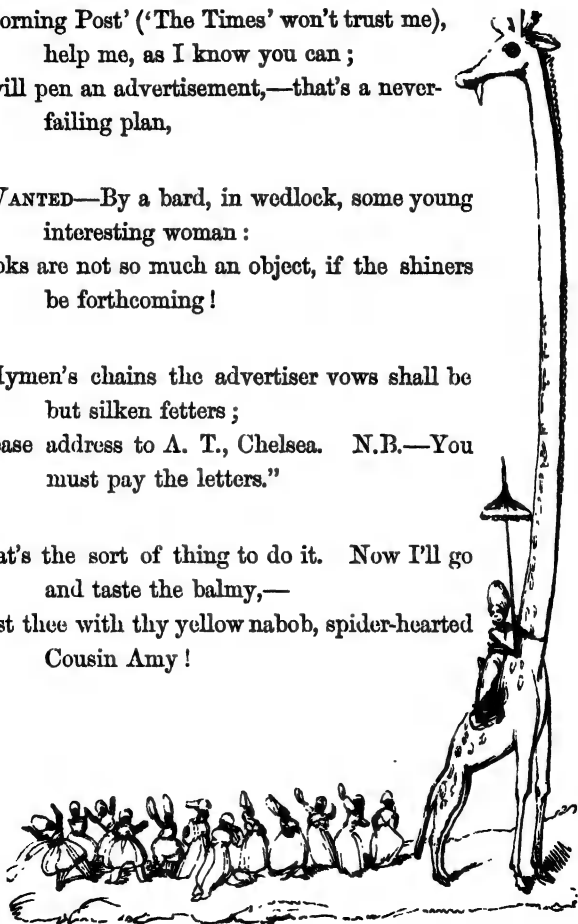 orning Post’ (‘The Times’ won’t trust me),
help me, as I know you can;
vill pen an advertisement,—that’s a never-
failing plan,
VANTED—By a bard, in wedlock, some young
interesting woman:
oks are not so much an object, if the shiners
be forthcoming!
Hymen’s chains the advertiser vows shall be
but silken fetters;
ase address to A. T., Chelsea. N.B.—You
must pay the letters.”
at’s the sort of thing to do it. Now I’ll go
and taste the balmy,—
st thee with thy yellow nabob, spider-hearted
Cousin Amy!